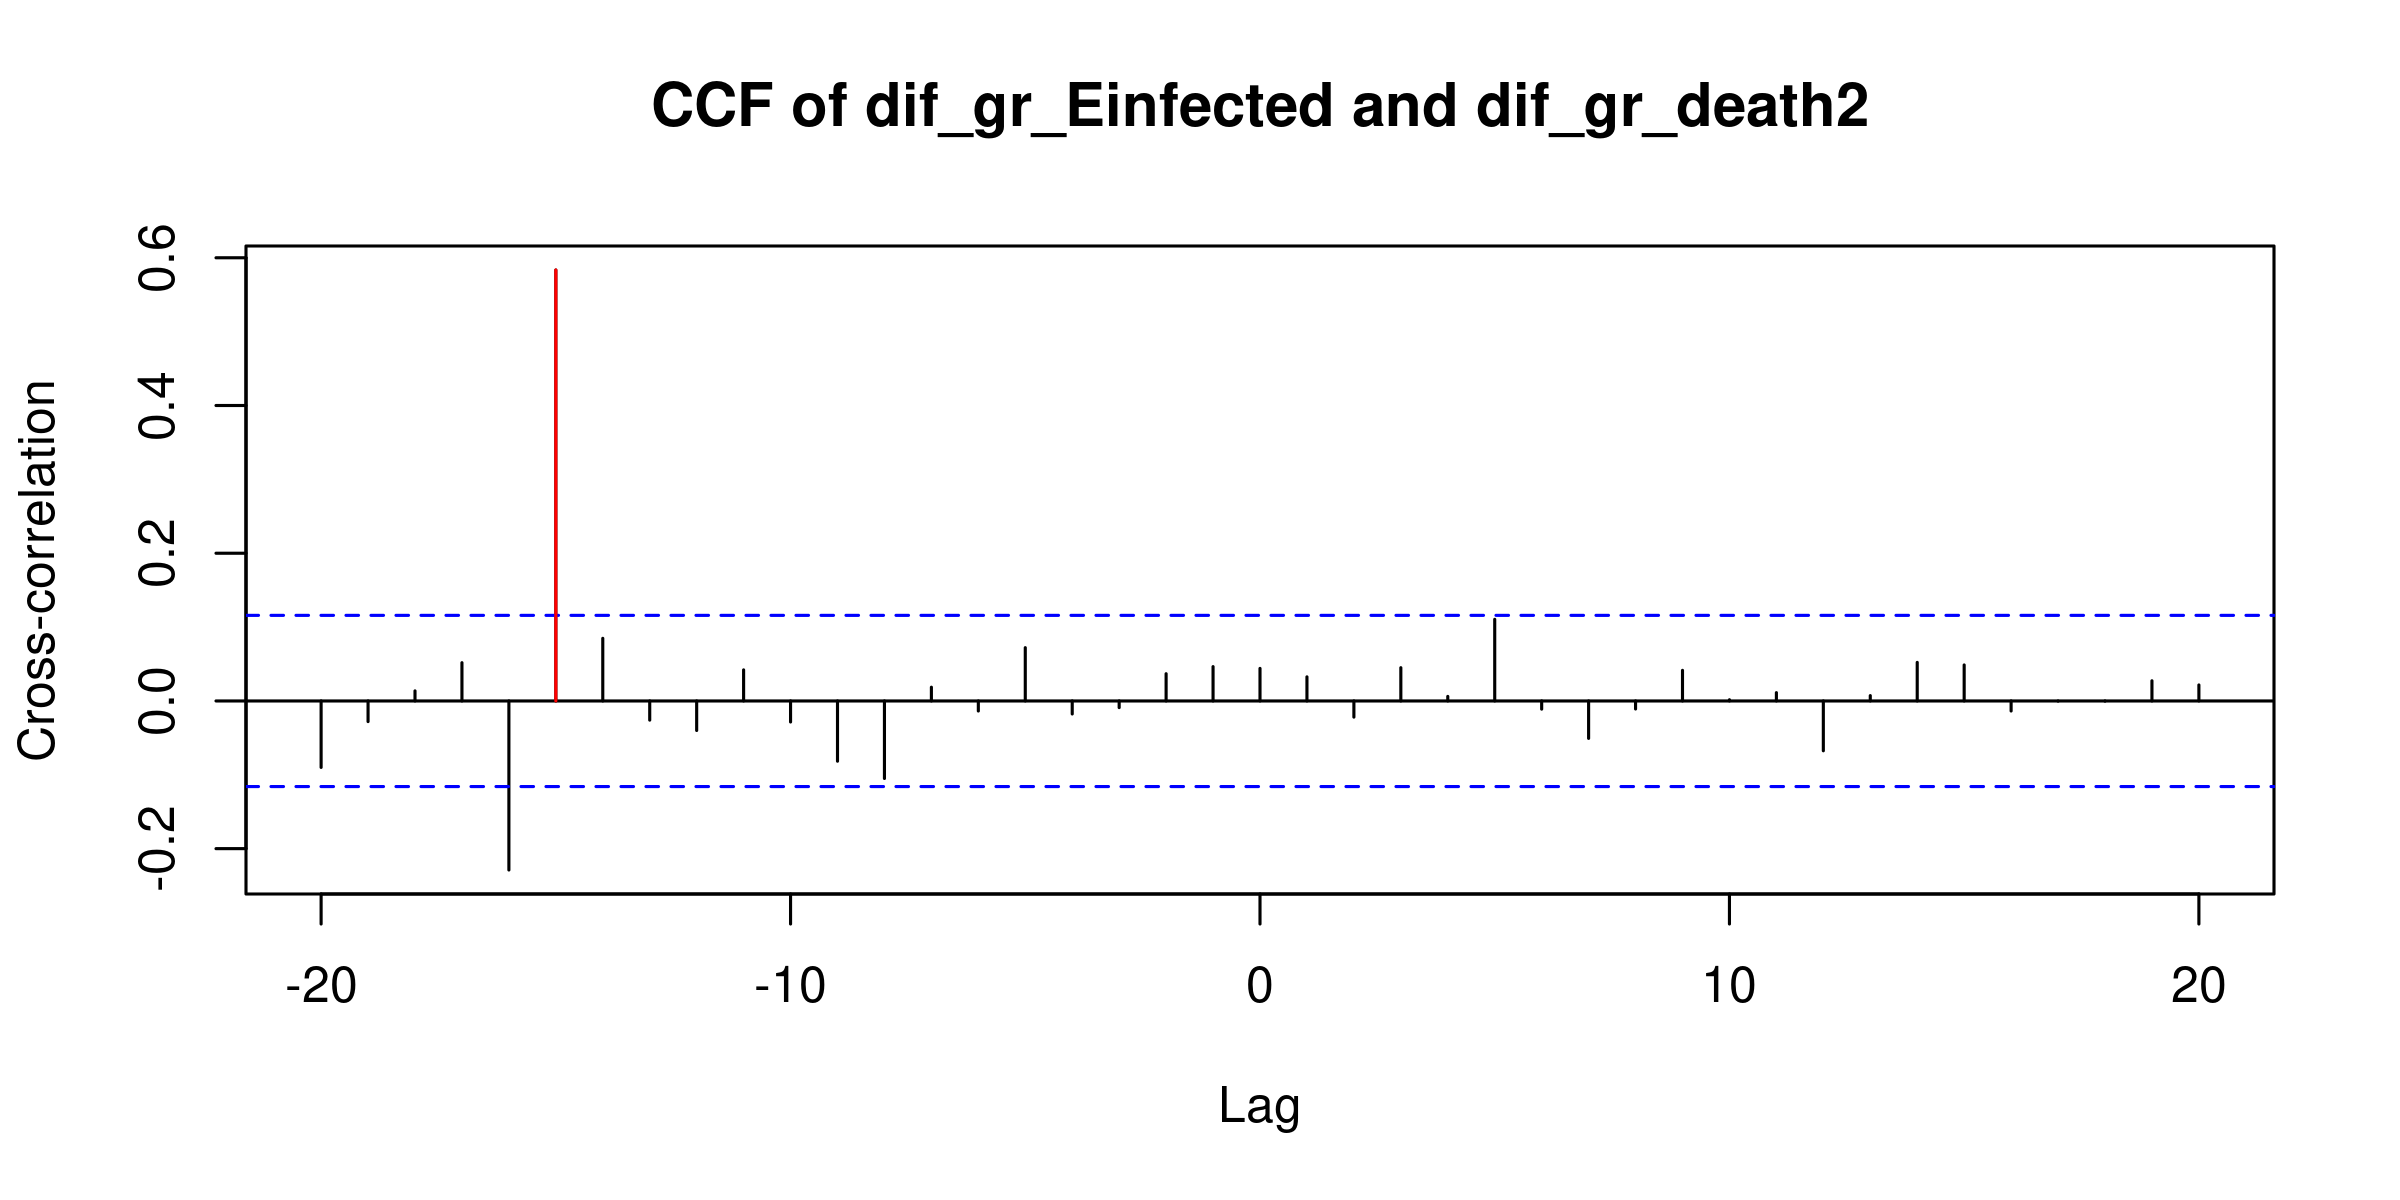 CCF of dif_gr_Einfected and dif_gr_death2
Cross-correlation
0.6
0.4
0.2
0.0
-0.2
-20 -10 0 10 20
Lag